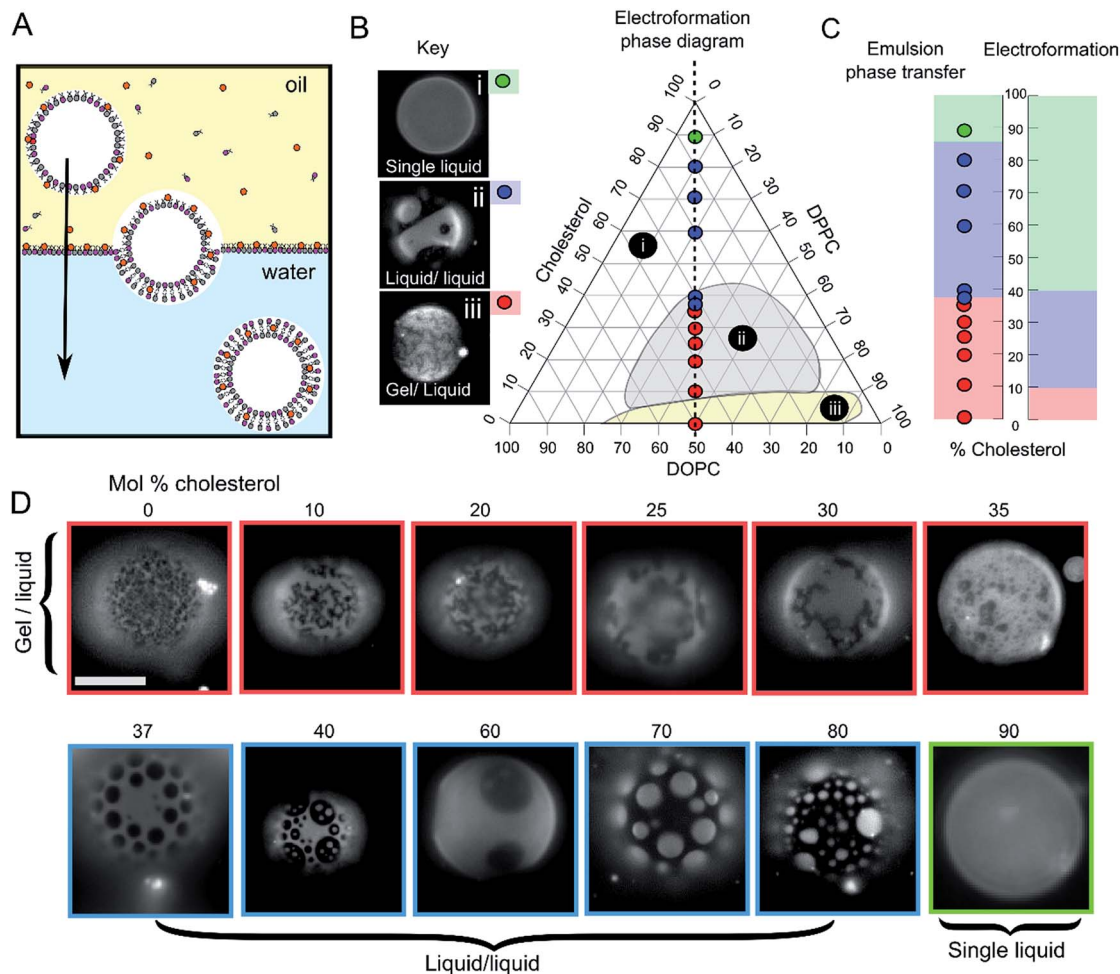 A
oil
water
B
Key
i
Single liquid
ii
Liquid/ liquid
iii
Gel/ Liquid
Electroformation
phase diagram
Cholesterol
100
90
80
70
60
50
40
30
20
10
0
DPPC
0
10
20
30
40
50
60
70
80
90
100
i
ii
iii
100 90 80 70 60 50 40 30 20 10 0
DOPC
C
Emulsion
phase transfer
Electroformation
100
90
80
70
60
50
40
30
20
10
0
% Cholesterol
D
Mol % cholesterol
0 10 20 25 30 35
Gel / liquid
37 40 60 70 80 90
Liquid/liquid
Single liquid